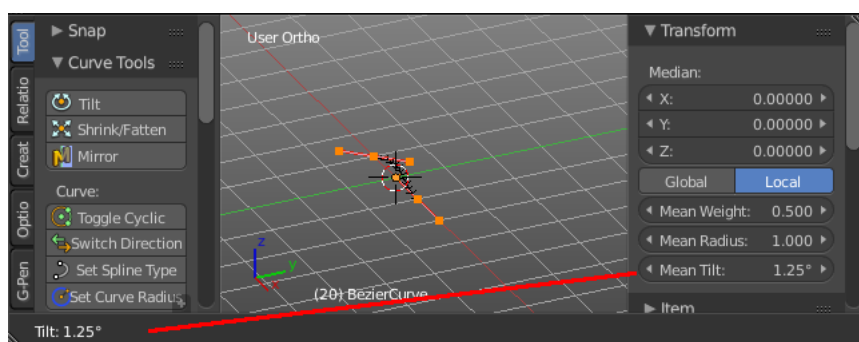 Tool
Relatio
Creat
Optio
G-Pen
Snap
Curve Tools
Tilt
Shrink/Fatten
Mirror
Curve:
Toggle Cyclic
Switch Direction
Set Spline Type
Set Curve Radius
User Ortho
z
y
(20) BezierCurve
Transform
Median:
X: 0.00000
Y: 0.00000
Z: 0.00000
Global Local
Mean Weight: 0.500
Mean Radius: 1.000
Mean Tilt: 1.25°
Item
Tilt: 1.25°